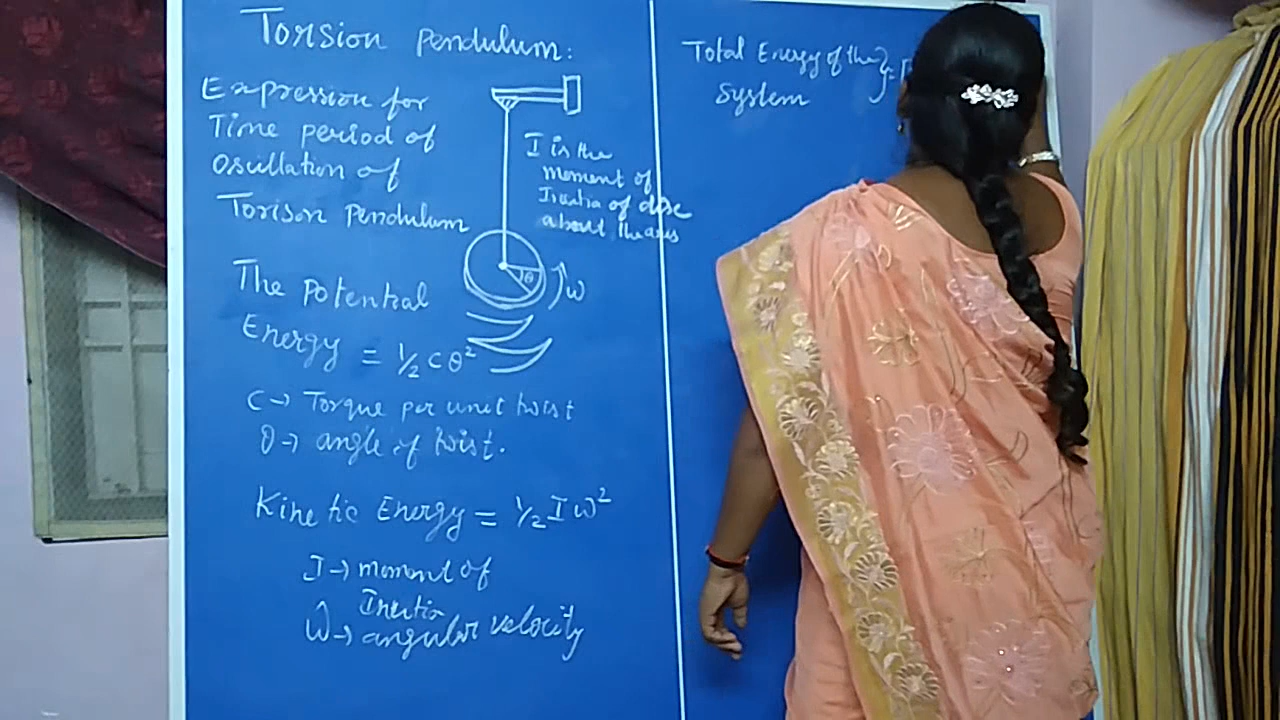 Torsion Pendulum:
Expression for
Time period of
oscillation of
Torison pendulum
I is the
moment of
Inertia of disc
about the axis
θ
ω
The potential
Energy = 1/2 cθ²
c → Torque per unit twist
θ → angle of twist.
Kinetic Energy = 1/2 I ω²
I → moment of
Inertia
ω → angular velocity
Total Energy of the } =
System